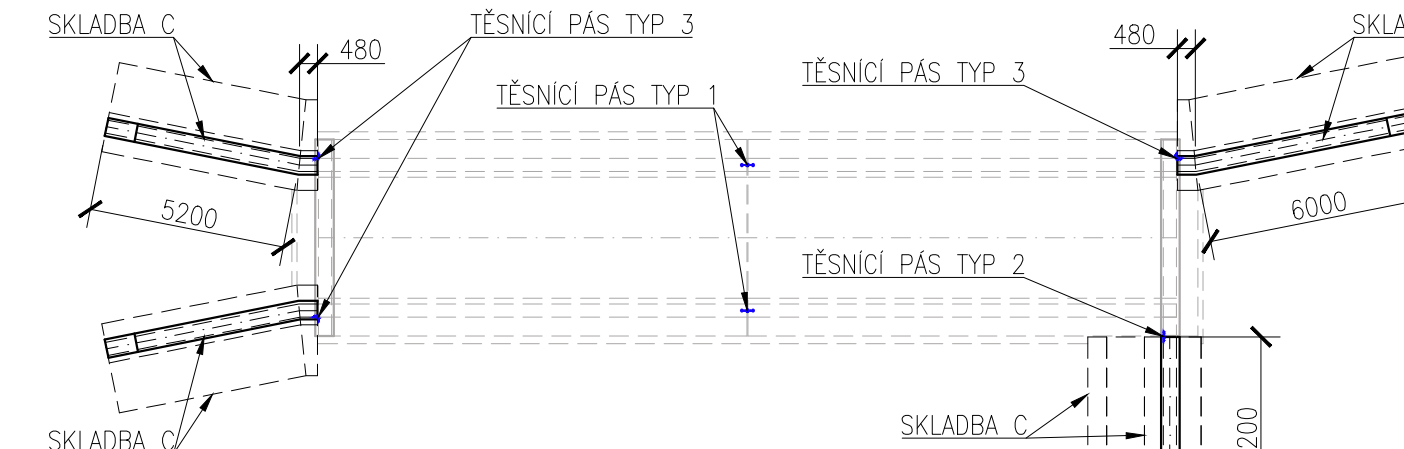 SKLADBA C
TĚSNÍCÍ PÁS TYP 3
480
480
SKLA
TĚSNÍCÍ PÁS TYP 3
TĚSNÍCÍ PÁS TYP 1
5200
6000
TĚSNÍCÍ PÁS TYP 2
SKLADBA C
SKLADBA C
200